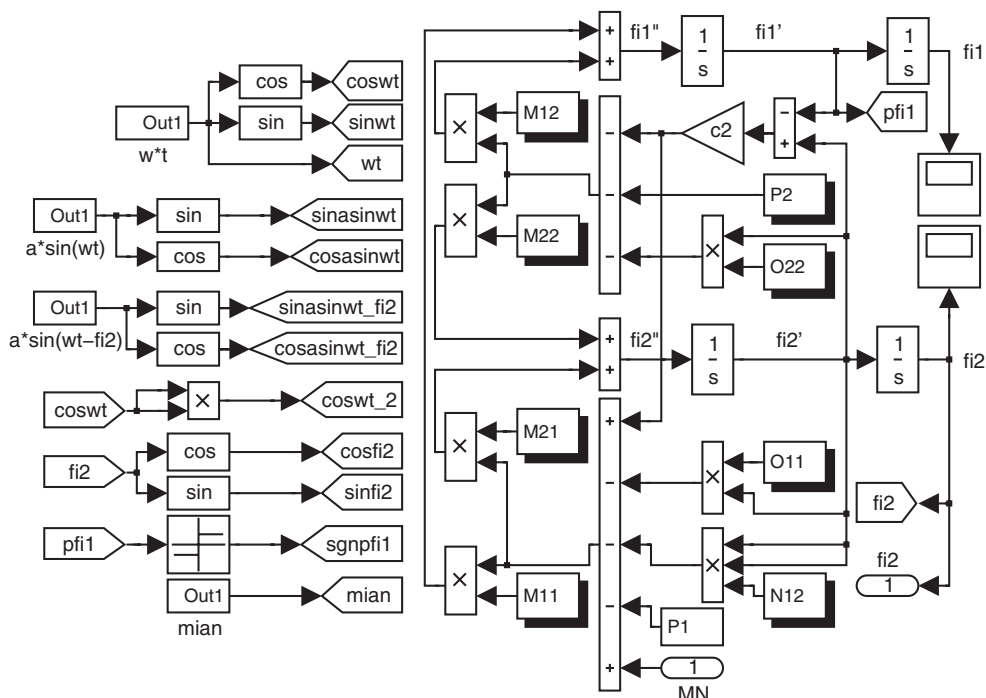 cos
coswt
Out1
sin
sinwt
w*t
wt
Out1
sin
sinasinwt
a*sin(wt)
cos
cosasinwt
Out1
sin
sinasinwt_fi2
a*sin(wt-fi2)
cos
cosasinwt_fi2
coswt
×
coswt_2
fi2
cos
cosfi2
sin
sinfi2
pfi1
sgnpfi1
Out1
mian
mian
+
+
fi1"
1
s
fi1'
1
s
fi1
×
M12
-
c2
-
+
pfi1
×
M22
-
P2
-
×
O22
+
+
fi2"
1
s
fi2'
1
s
fi2
×
M21
+
-
×
O11
fi2
×
M11
-
×
N12
fi2
1
-
P1
+
1
MN